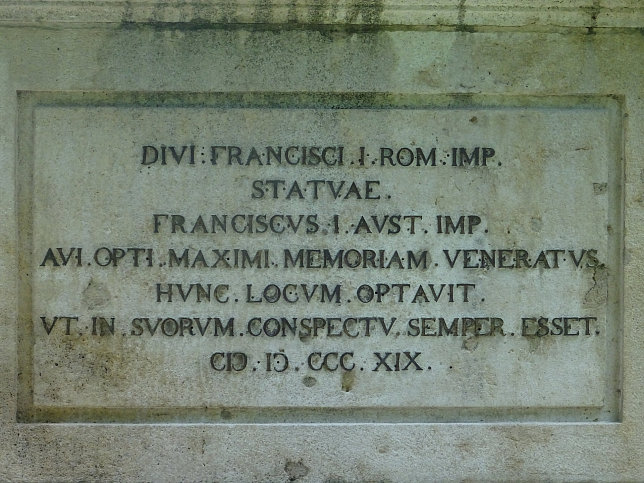 DIVI.FRANCISCI.I.ROM.IMP.
STATVAE.
FRANCISCVS.I.AVST.IMP.
AVI.OPTI.MAXIMI.MEMORIAM.VENERATVS.
HVNC.LOCVM.OPTAVIT.
VT.IN.SVORVM.CONSPECTV.SEMPER.ESSET.
CIↃ.IↃ.CCC.XIX.